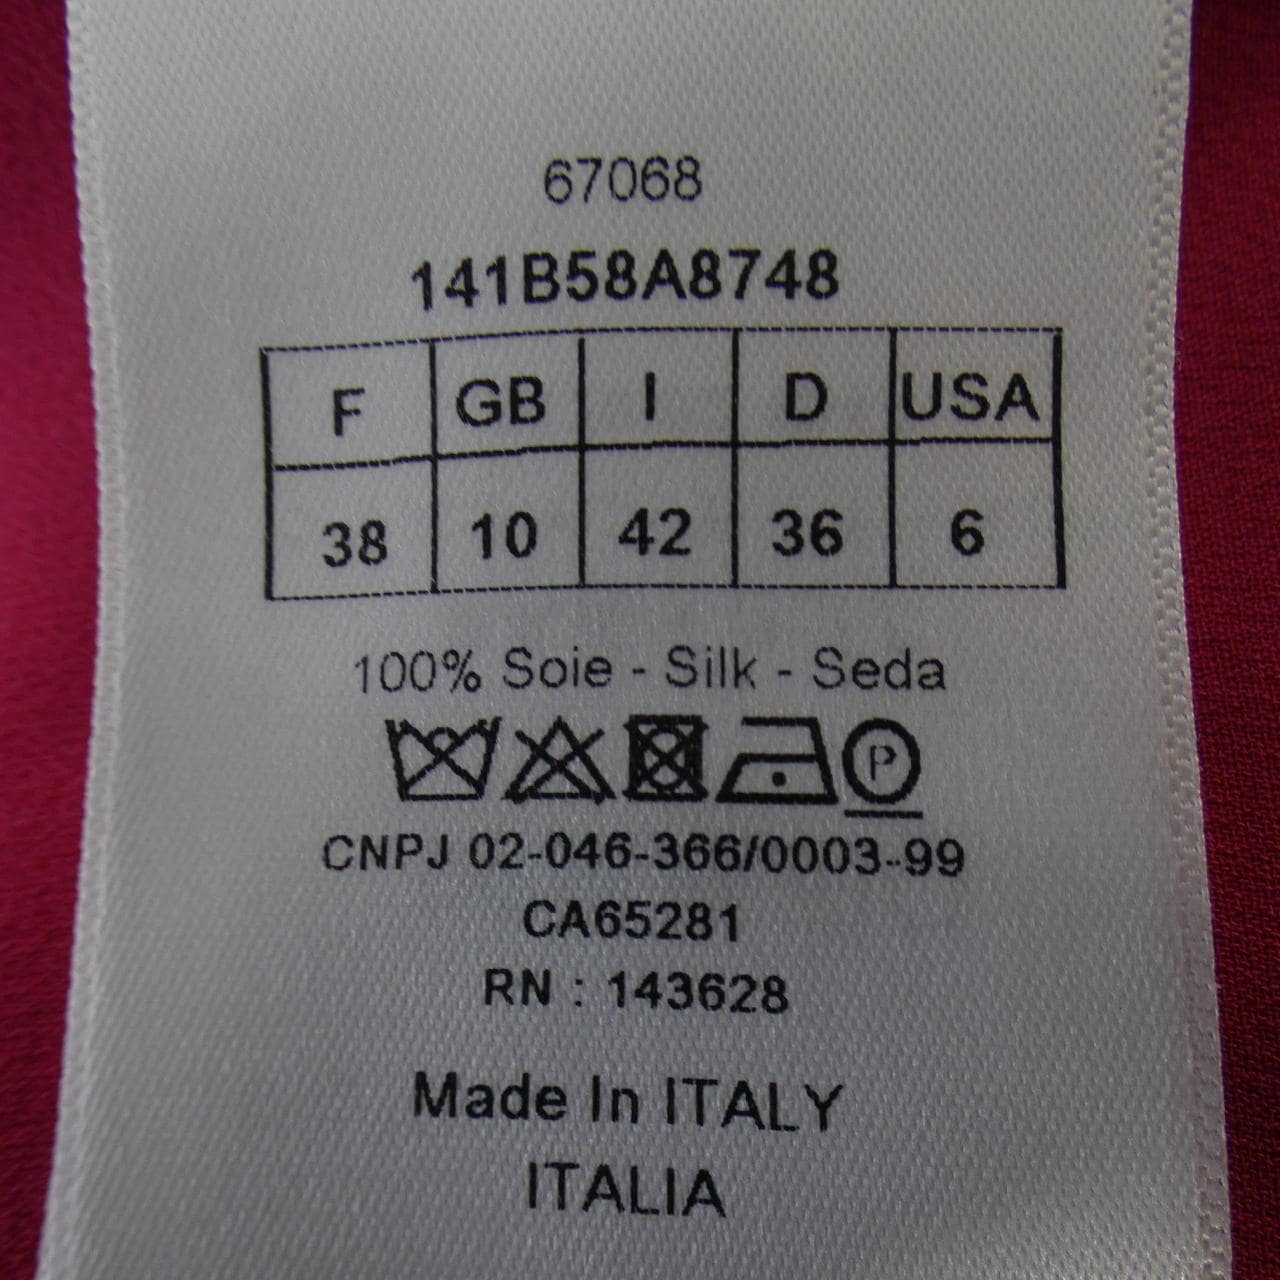 67068
141B58A8748
F GB I D USA
38 10 42 36 6
100% Soie - Silk - Seda
P
CNPJ 02-046-366/0003-99
CA65281
RN : 143628
Made In ITALY
ITALIA